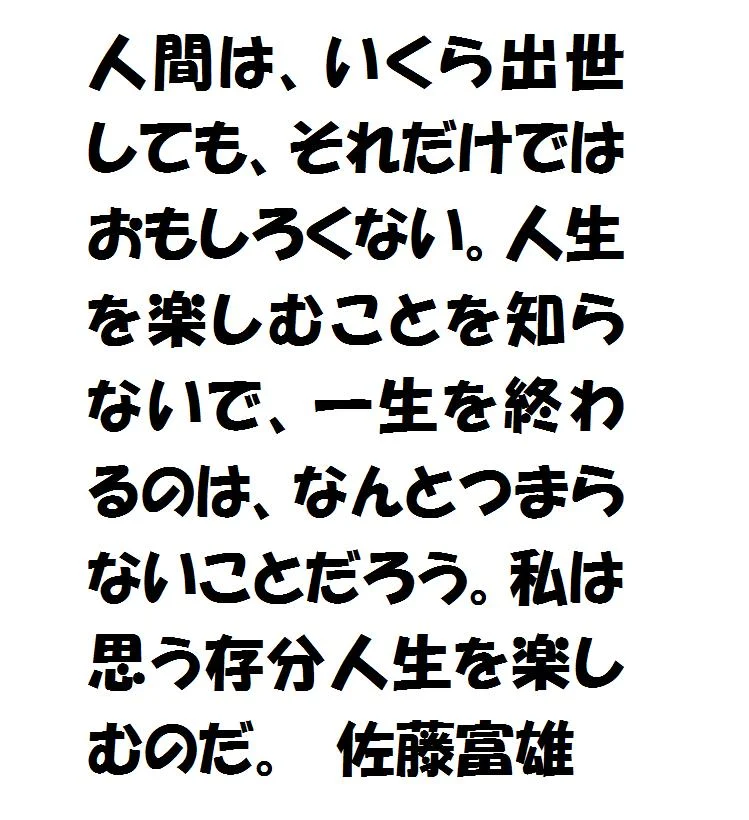 人間は、いくら出世
しても、それだけでは
おもしろくない。人生
を楽しむことを知ら
ないで、一生を終わ
るのは、なんとつまら
ないことだろう。私は
思う存分人生を楽し
むのだ。 佐藤富雄